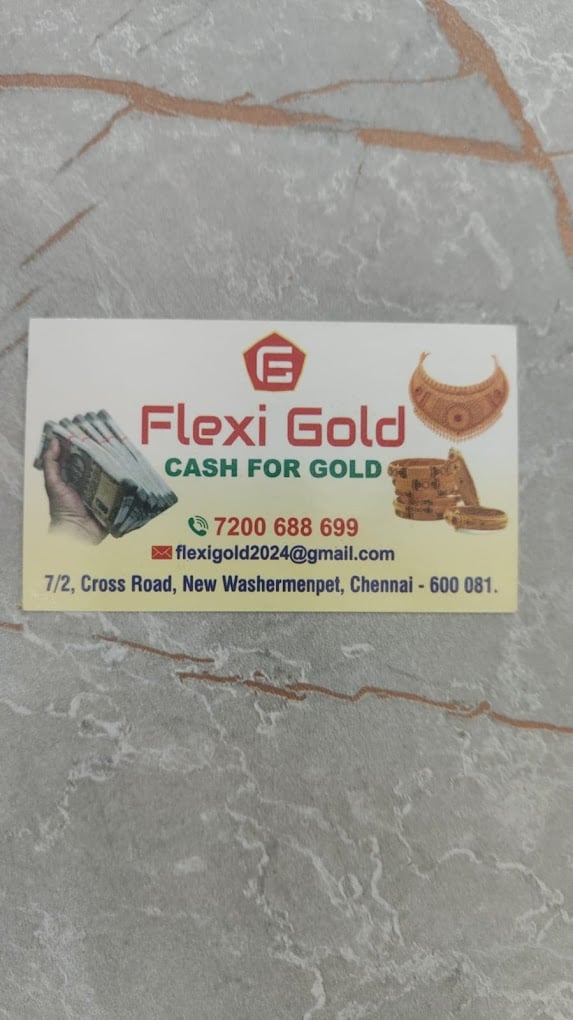 Flexi Gold
CASH FOR GOLD
7200 688 699
flexigold2024@gmail.com
7/2, Cross Road, New Washermenpet, Chennai - 600 081.